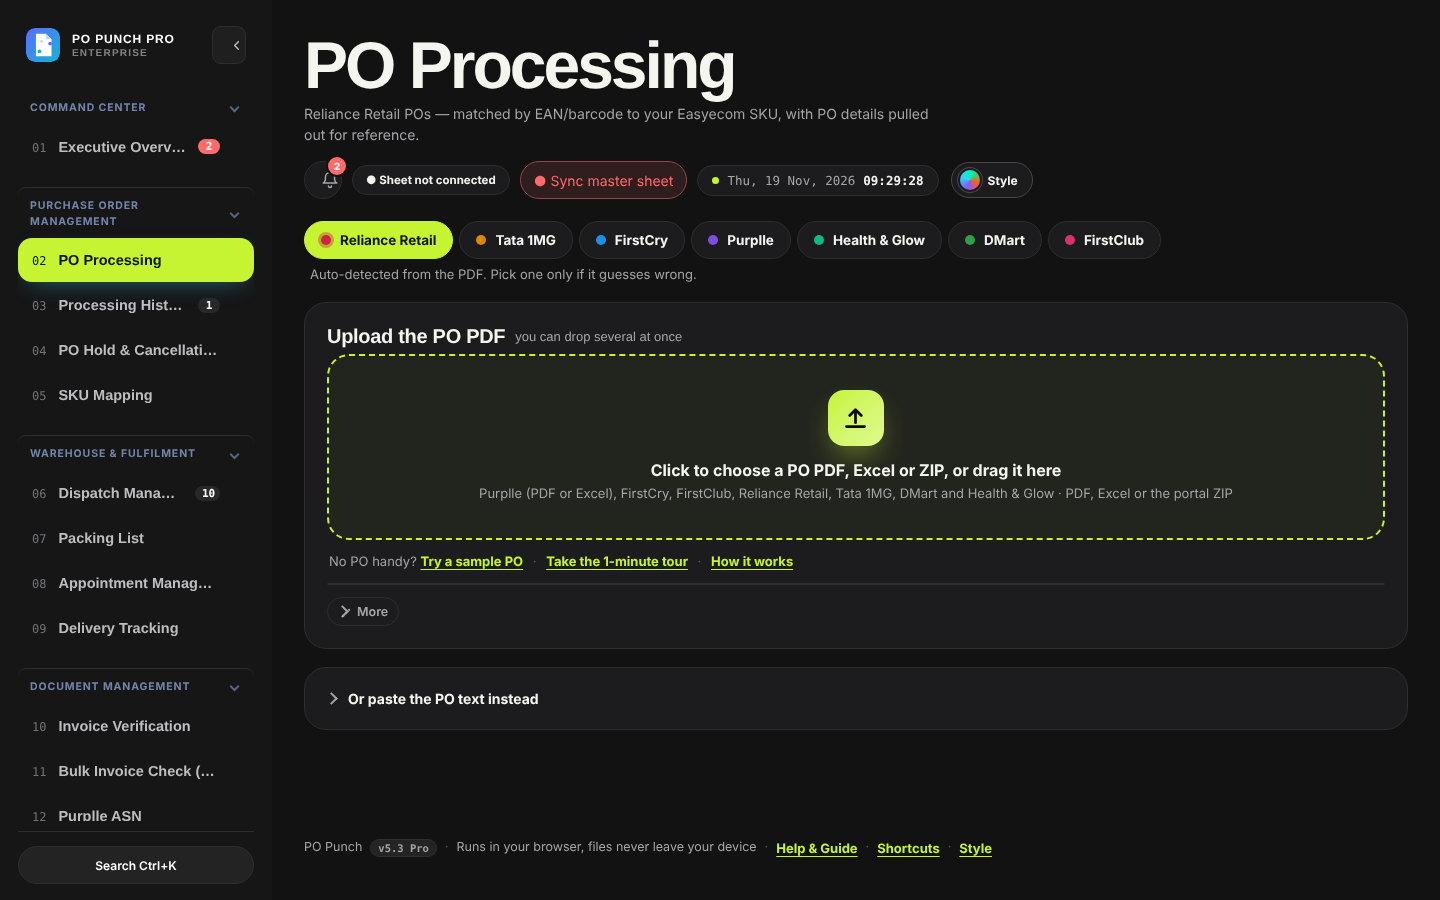 PO PUNCH PRO
ENTERPRISE
COMMAND CENTER
01 Executive Overv... 2
PURCHASE ORDER
MANAGEMENT
02 PO Processing
03 Processing Hist... 1
04 PO Hold & Cancellati...
05 SKU Mapping
WAREHOUSE & FULFILMENT
06 Dispatch Mana... 10
07 Packing List
08 Appointment Manag...
09 Delivery Tracking
DOCUMENT MANAGEMENT
10 Invoice Verification
11 Bulk Invoice Check (...
12 Purplle ASN
Search Ctrl+K
PO Processing
Reliance Retail POs — matched by EAN/barcode to your Easyecom SKU, with PO details pulled
out for reference.
2
Sheet not connected
Sync master sheet
Thu, 19 Nov, 2026 09:29:28
Style
Reliance Retail
Tata 1MG
FirstCry
Purplle
Health & Glow
DMart
FirstClub
Auto-detected from the PDF. Pick one only if it guesses wrong.
Upload the PO PDF you can drop several at once
Click to choose a PO PDF, Excel or ZIP, or drag it here
Purplle (PDF or Excel), FirstCry, FirstClub, Reliance Retail, Tata 1MG, DMart and Health & Glow · PDF, Excel or the portal ZIP
No PO handy? Try a sample PO · Take the 1-minute tour · How it works
More
Or paste the PO text instead
PO Punch v5.3 Pro · Runs in your browser, files never leave your device · Help & Guide · Shortcuts · Style